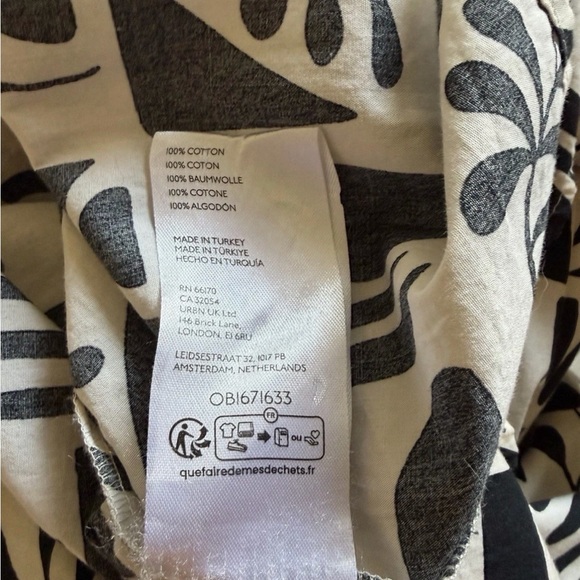 100% COTTON
100% COTON
100% BAUMWOLLE
100% COTONE
100% ALGODÓN
MADE IN TURKEY
MADE IN TÜRKIYE
HECHO EN TURQUÍA
RN 66170
CA 32054
URBN UK Ltd
146 Brick Lane,
LONDON, E1 6RU
LEIDSESTRAAT 32, 1017 PB
AMSTERDAM, NETHERLANDS
OB1671633
FR
OU
quefairedemesdechets.fr